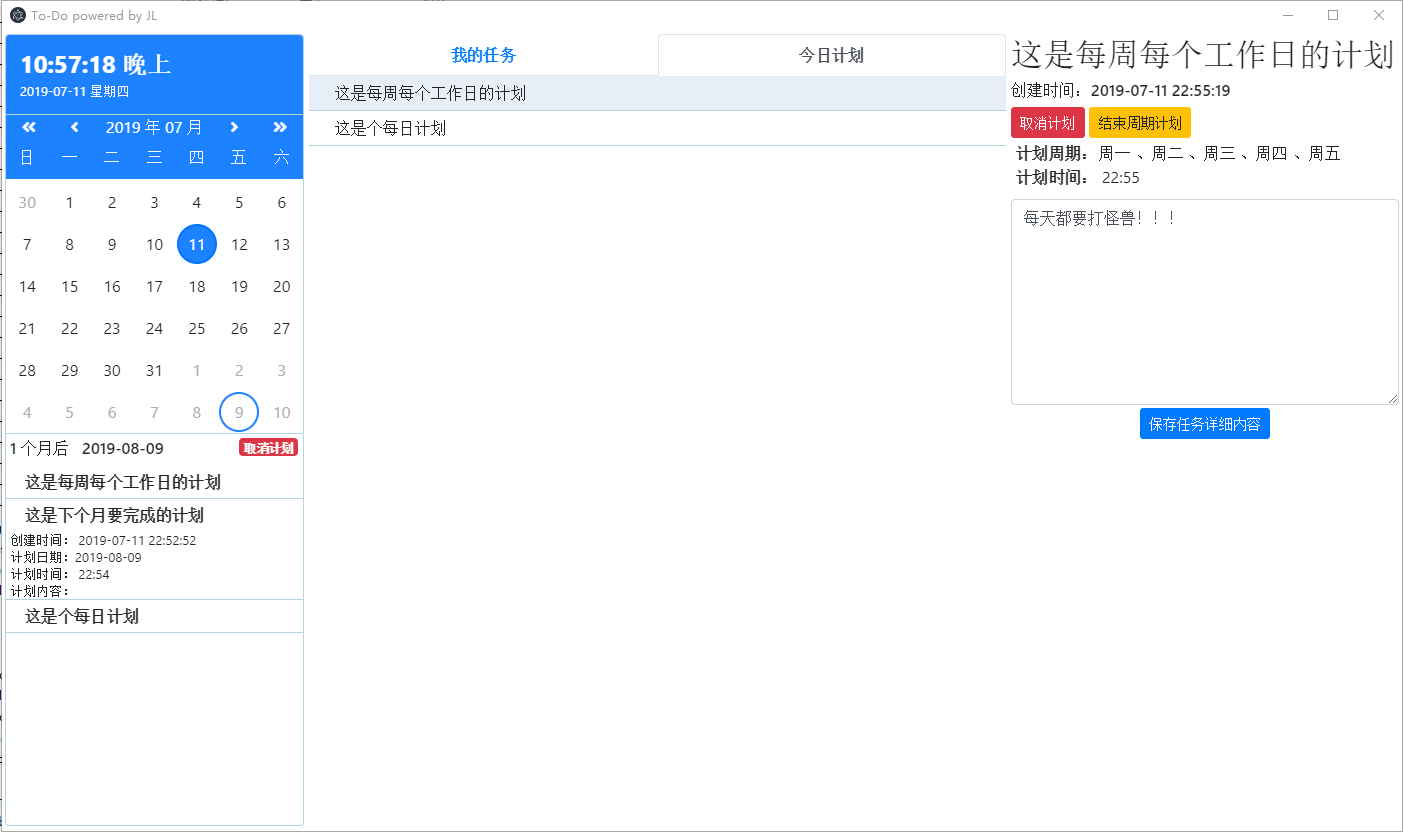 To-Do powered by JL
10:57:18 晚上
2019-07-11 星期四
2019 年 07 月
日 一 二 三 四 五 六
30 1 2 3 4 5 6
7 8 9 10 11 12 13
14 15 16 17 18 19 20
21 22 23 24 25 26 27
28 29 30 31 1 2 3
4 5 6 7 8 9 10
1 个月后 2019-08-09 取消计划
这是每周每个工作日的计划
这是下个月要完成的计划
创建时间： 2019-07-11 22:52:52
计划日期：2019-08-09
计划时间： 22:54
计划内容：
这是个每日计划
我的任务 今日计划
这是每周每个工作日的计划
这是个每日计划
这是每周每个工作日的计划
创建时间：2019-07-11 22:55:19
取消计划 结束周期计划
计划周期：周一 、周二 、周三 、周四 、周五
计划时间： 22:55
每天都要打怪兽！！！
保存任务详细内容